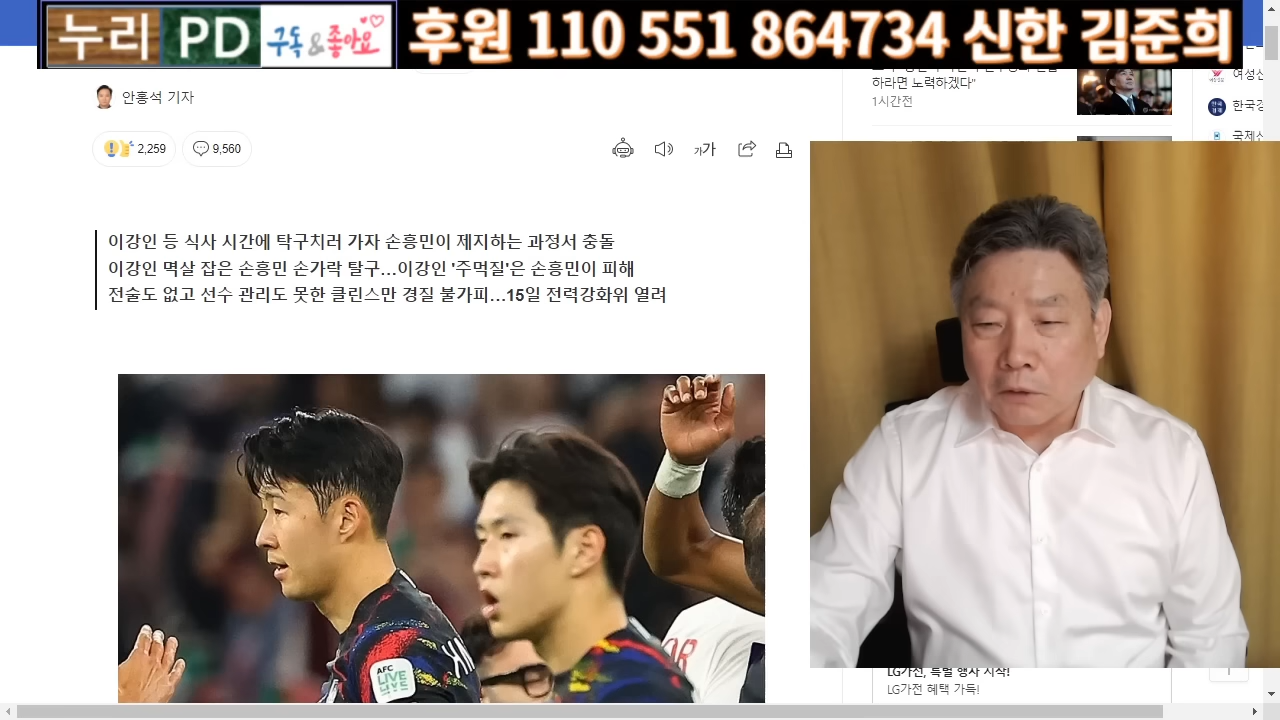 누리 PD 구독&좋아요 후원 110 551 864734 신한 김준희
안홍석 기자
2,259
9,560
가가
하라면 노력하겠다”
1시간전
여성신
한국경
국제신
이강인 등 식사 시간에 탁구치러 가자 손흥민이 제지하는 과정서 충돌
이강인 멱살 잡은 손흥민 손가락 탈구…이강인 '주먹질'은 손흥민이 피해
전술도 없고 선수 관리도 못한 클린스만 경질 불가피…15일 전력강화위 열려
AFC
LIVE
LG가전, 특별 행사 시작!
LG가전 혜택 가득!